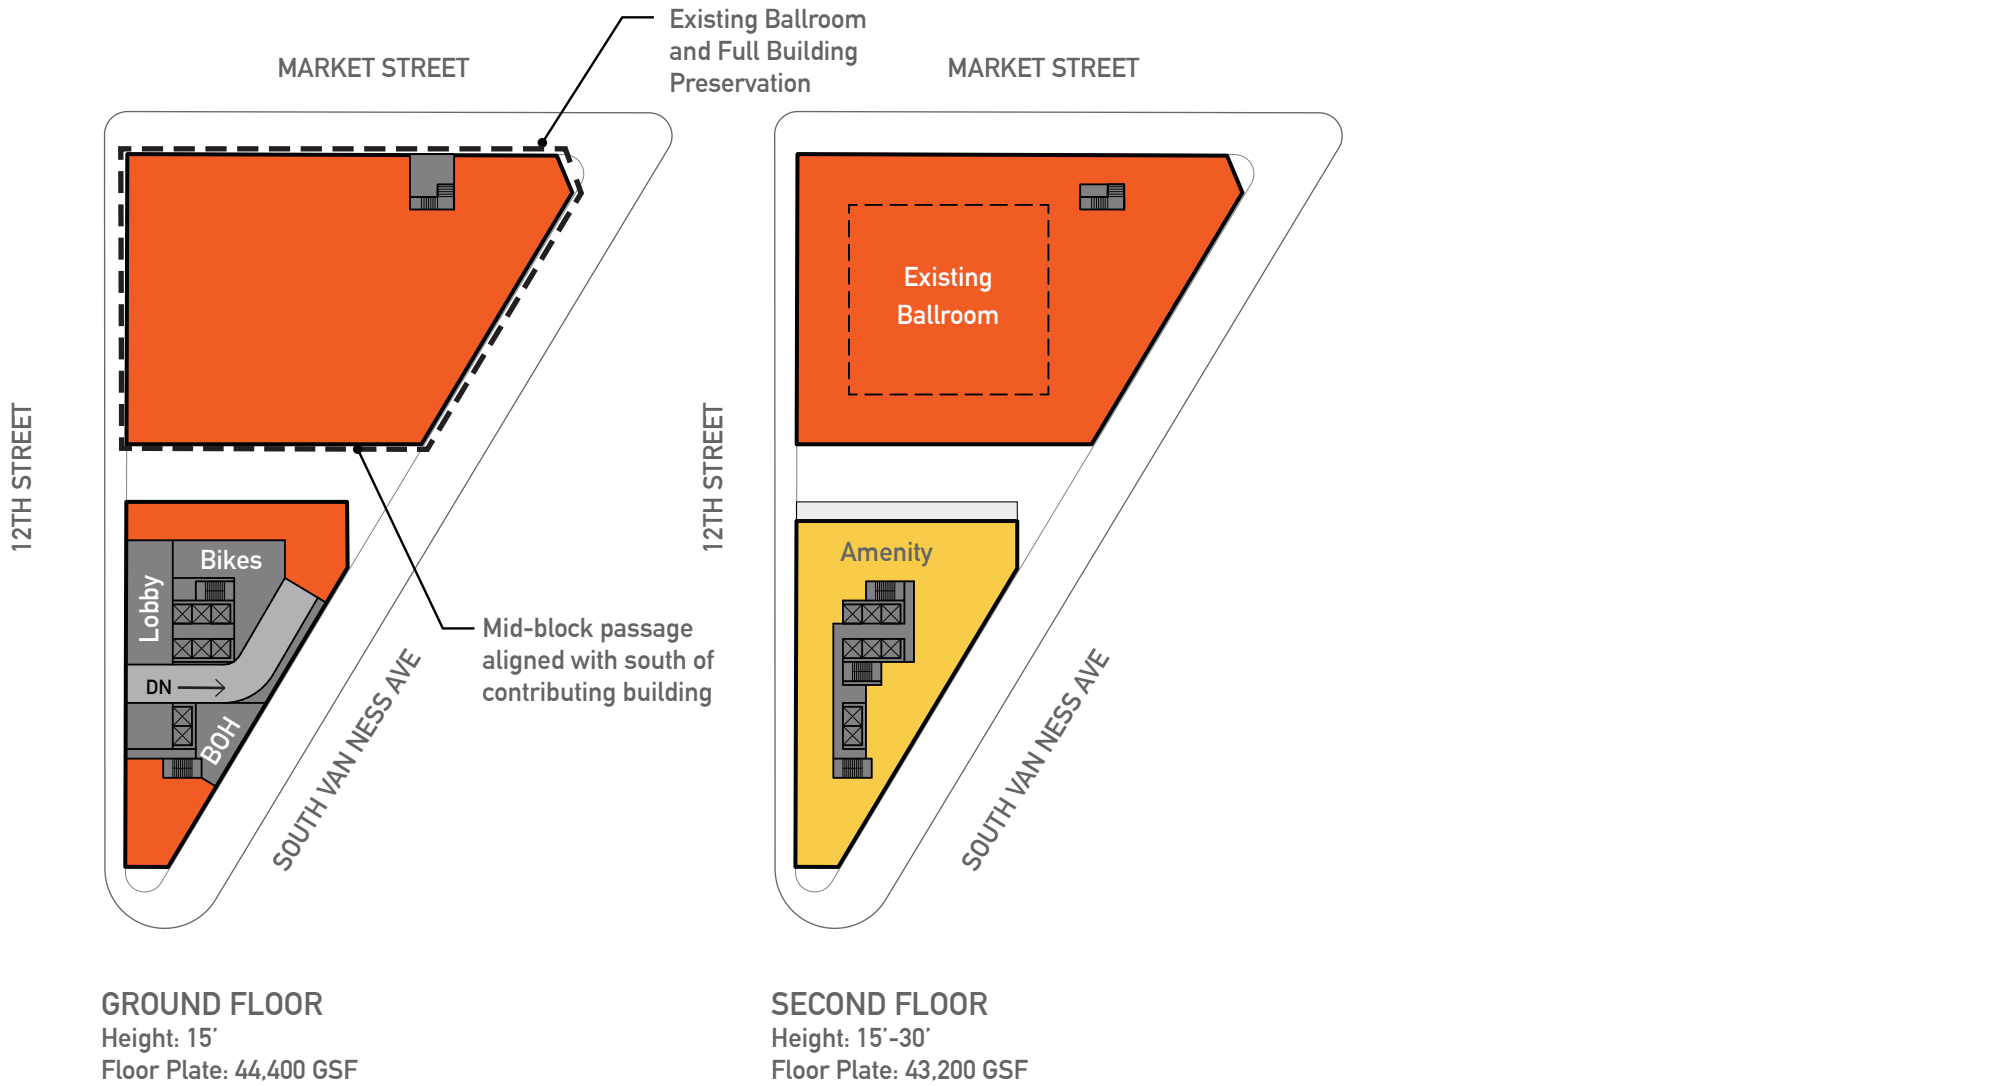 Existing Ballroom
and Full Building
Preservation
MARKET STREET
MARKET STREET
Existing
Ballroom
12TH STREET
12TH STREET
Bikes
Lobby
Amenity
Mid-block passage
aligned with south of
contributing building
DN
BOH
SOUTH VAN NESS AVE
SOUTH VAN NESS AVE
GROUND FLOOR
Height: 15’
Floor Plate: 44,400 GSF
SECOND FLOOR
Height: 15’-30’
Floor Plate: 43,200 GSF